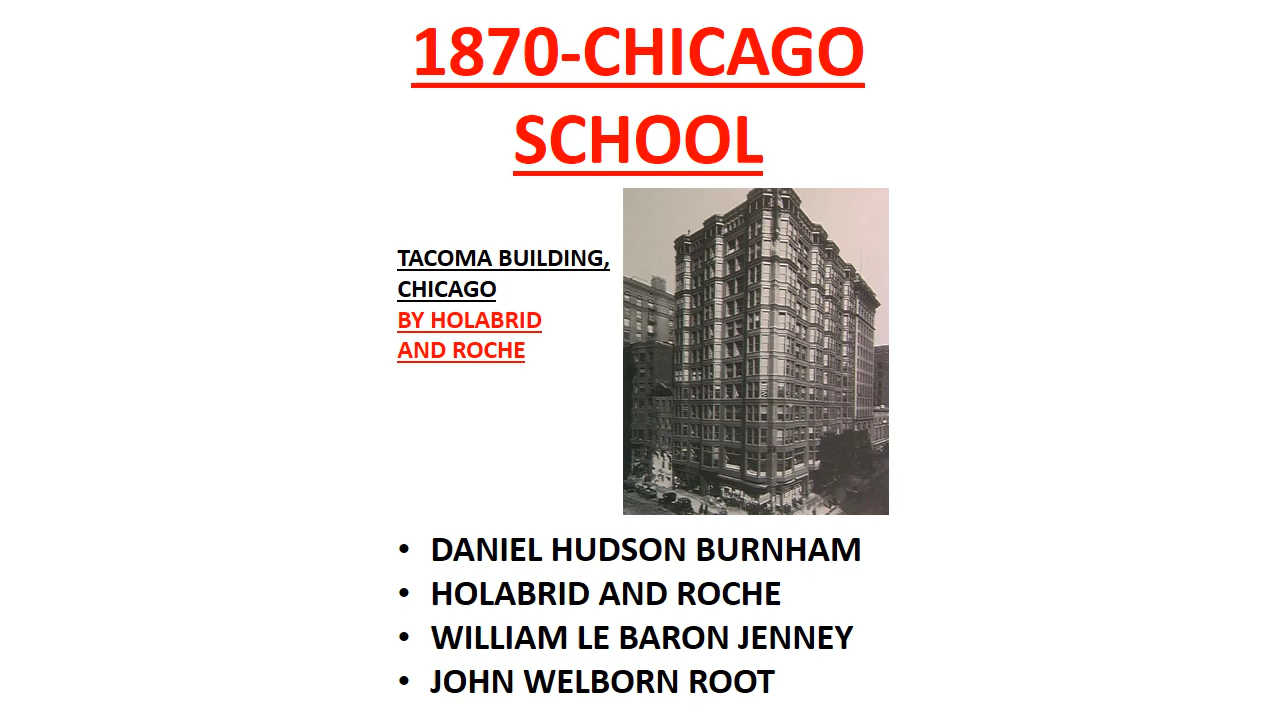 1870-CHICAGO
SCHOOL
TACOMA BUILDING,
CHICAGO
BY HOLABRID
AND ROCHE
• DANIEL HUDSON BURNHAM
• HOLABRID AND ROCHE
• WILLIAM LE BARON JENNEY
• JOHN WELBORN ROOT